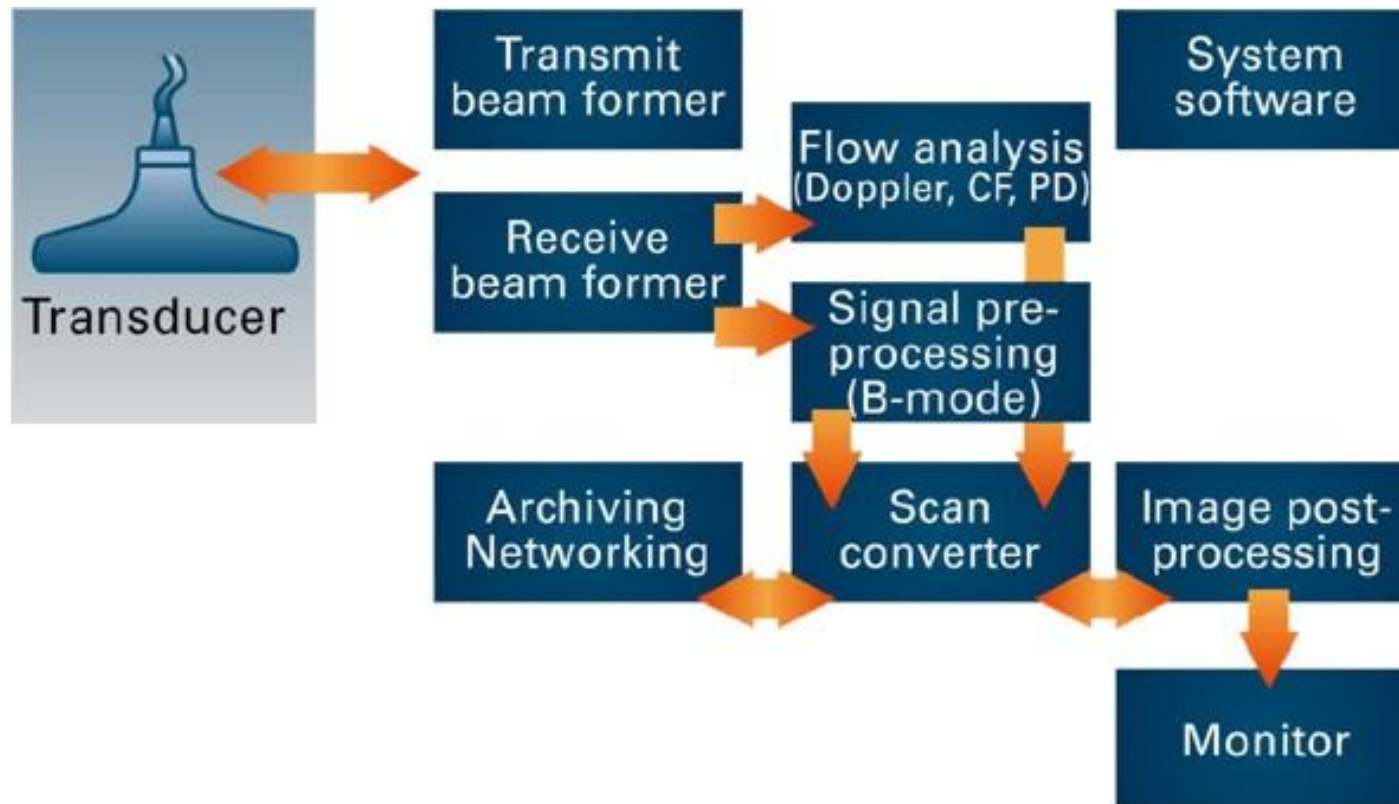 Transducer
Transmit
beam former
Receive
beam former
Flow analysis
(Doppler, CF, PD)
Signal pre-
processing
(B-mode)
System
software
Archiving
Networking
Scan
converter
Image post-
processing
Monitor